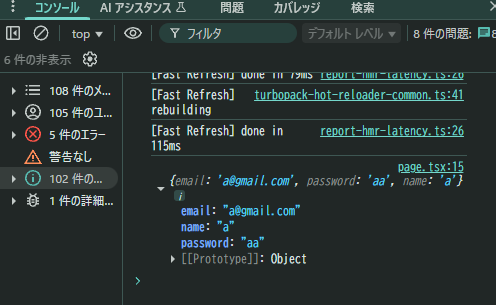 コンソール AI アシスタンス 問題 カバレッジ 検索
top フィルタ デフォルト レベル 8 件の問題: 8
6 件の非表示
108 件のメ...
105 件のユ...
5 件のエラー
警告なし
102 件の...
1 件の詳細...
[Fast Refresh] done in 79ms report-hmr-latency.ts:26
[Fast Refresh] turbopack-hot-reloader-common.ts:41
rebuilding
[Fast Refresh] done in report-hmr-latency.ts:26
115ms
page.tsx:15
{email: 'a@gmail.com', password: 'aa', name: 'a'}
i
email: "a@gmail.com"
name: "a"
password: "aa"
[[Prototype]]: Object